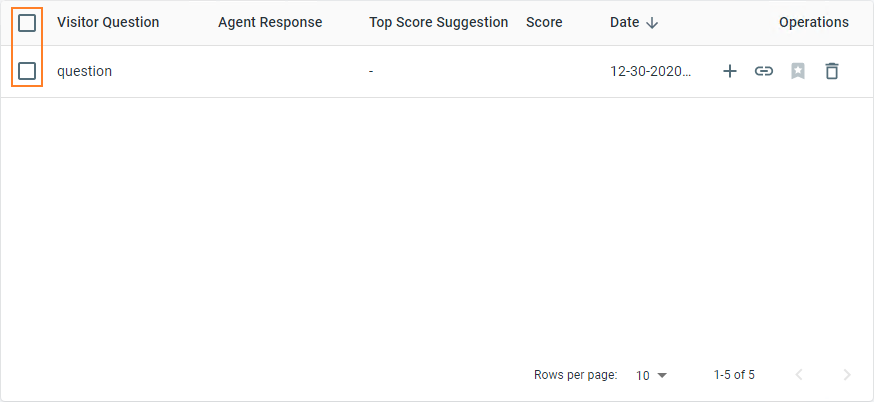 Visitor Question Agent Response Top Score Suggestion Score Date Operations
question - 12-30-2020...
Rows per page: 10 1-5 of 5